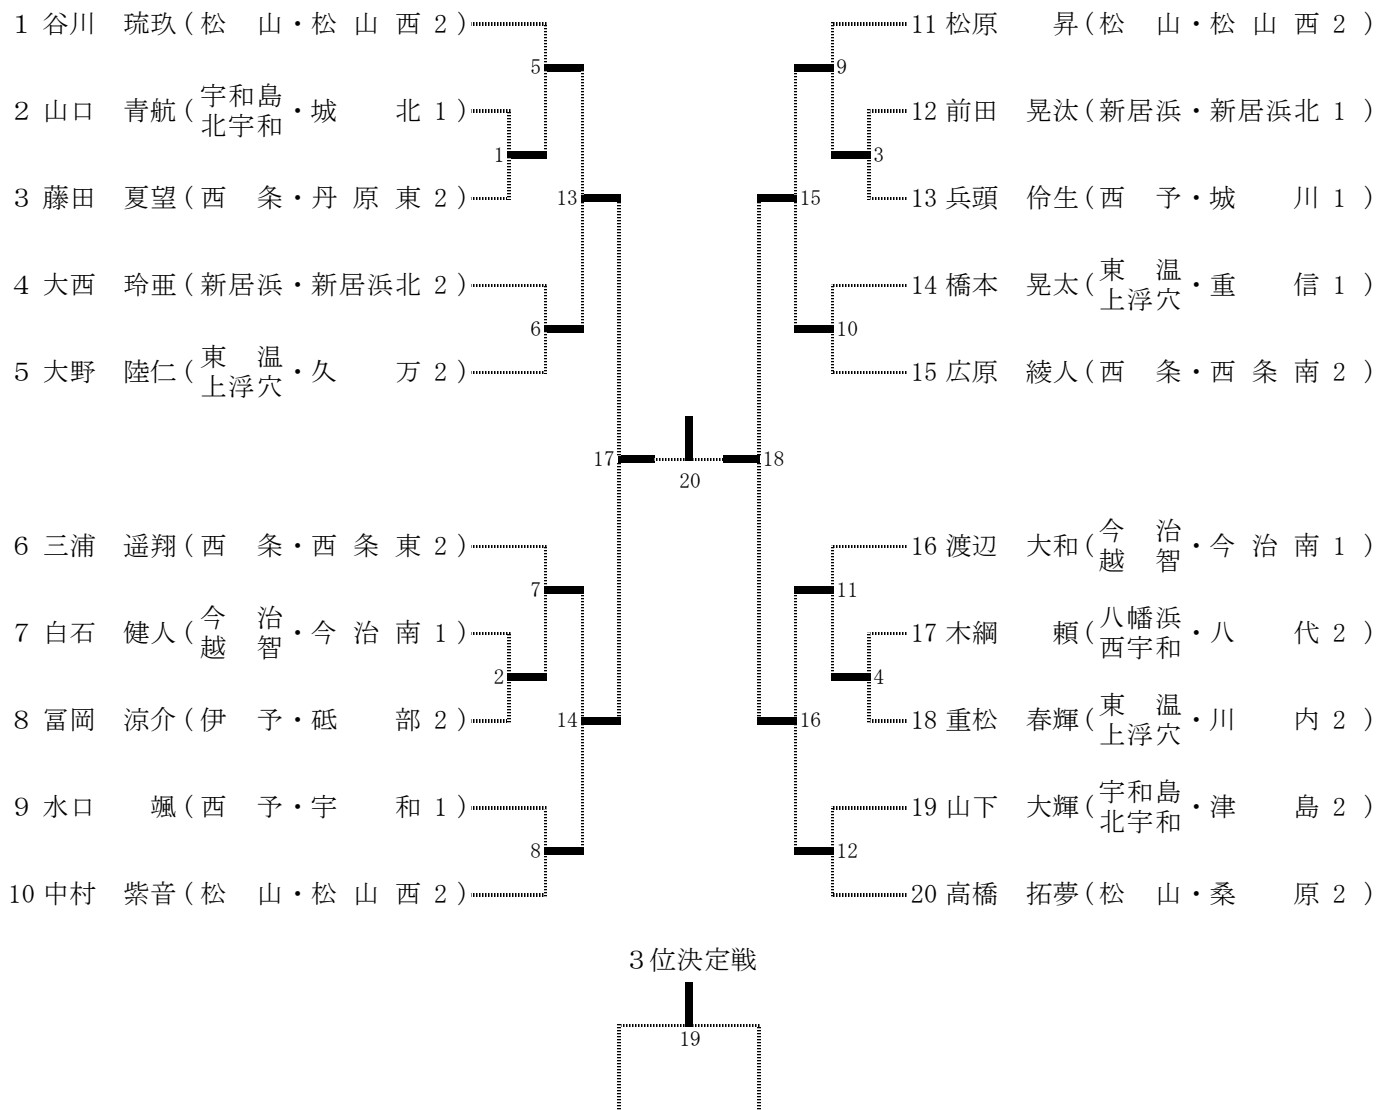 1 谷川 琉玖(松 山・松山西 2)
2 山口 青航(宇和島北宇和・城 北 1)
3 藤田 夏望(西 条・丹原東 2)
4 大西 玲亜(新居浜・新居浜北 2)
5 大野 陸仁(東 温上浮穴・久 万 2)
6 三浦 遥翔(西 条・西条東 2)
7 白石 健人(今 治越 智・今治南 1)
8 冨岡 涼介(伊 予・砥 部 2)
9 水口 颯(西 予・宇 和 1)
10 中村 紫音(松 山・松山西 2)
5
1
13
6
17
7
2
14
8
20
11 松原 昇(松 山・松山西 2)
12 前田 晃汰(新居浜・新居浜北 1)
13 兵頭 伶生(西 予・城 川 1)
14 橋本 晃太(東 温上浮穴・重 信 1)
15 広原 綾人(西 条・西条南 2)
16 渡辺 大和(今 治越 智・今治南 1)
17 木綱 頼(八幡浜西宇和・八 代 2)
18 重松 春輝(東 温上浮穴・川 内 2)
19 山下 大輝(宇和島北宇和・津 島 2)
20 高橋 拓夢(松 山・桑 原 2)
9
3
15
10
18
11
4
16
12
3位決定戦
19